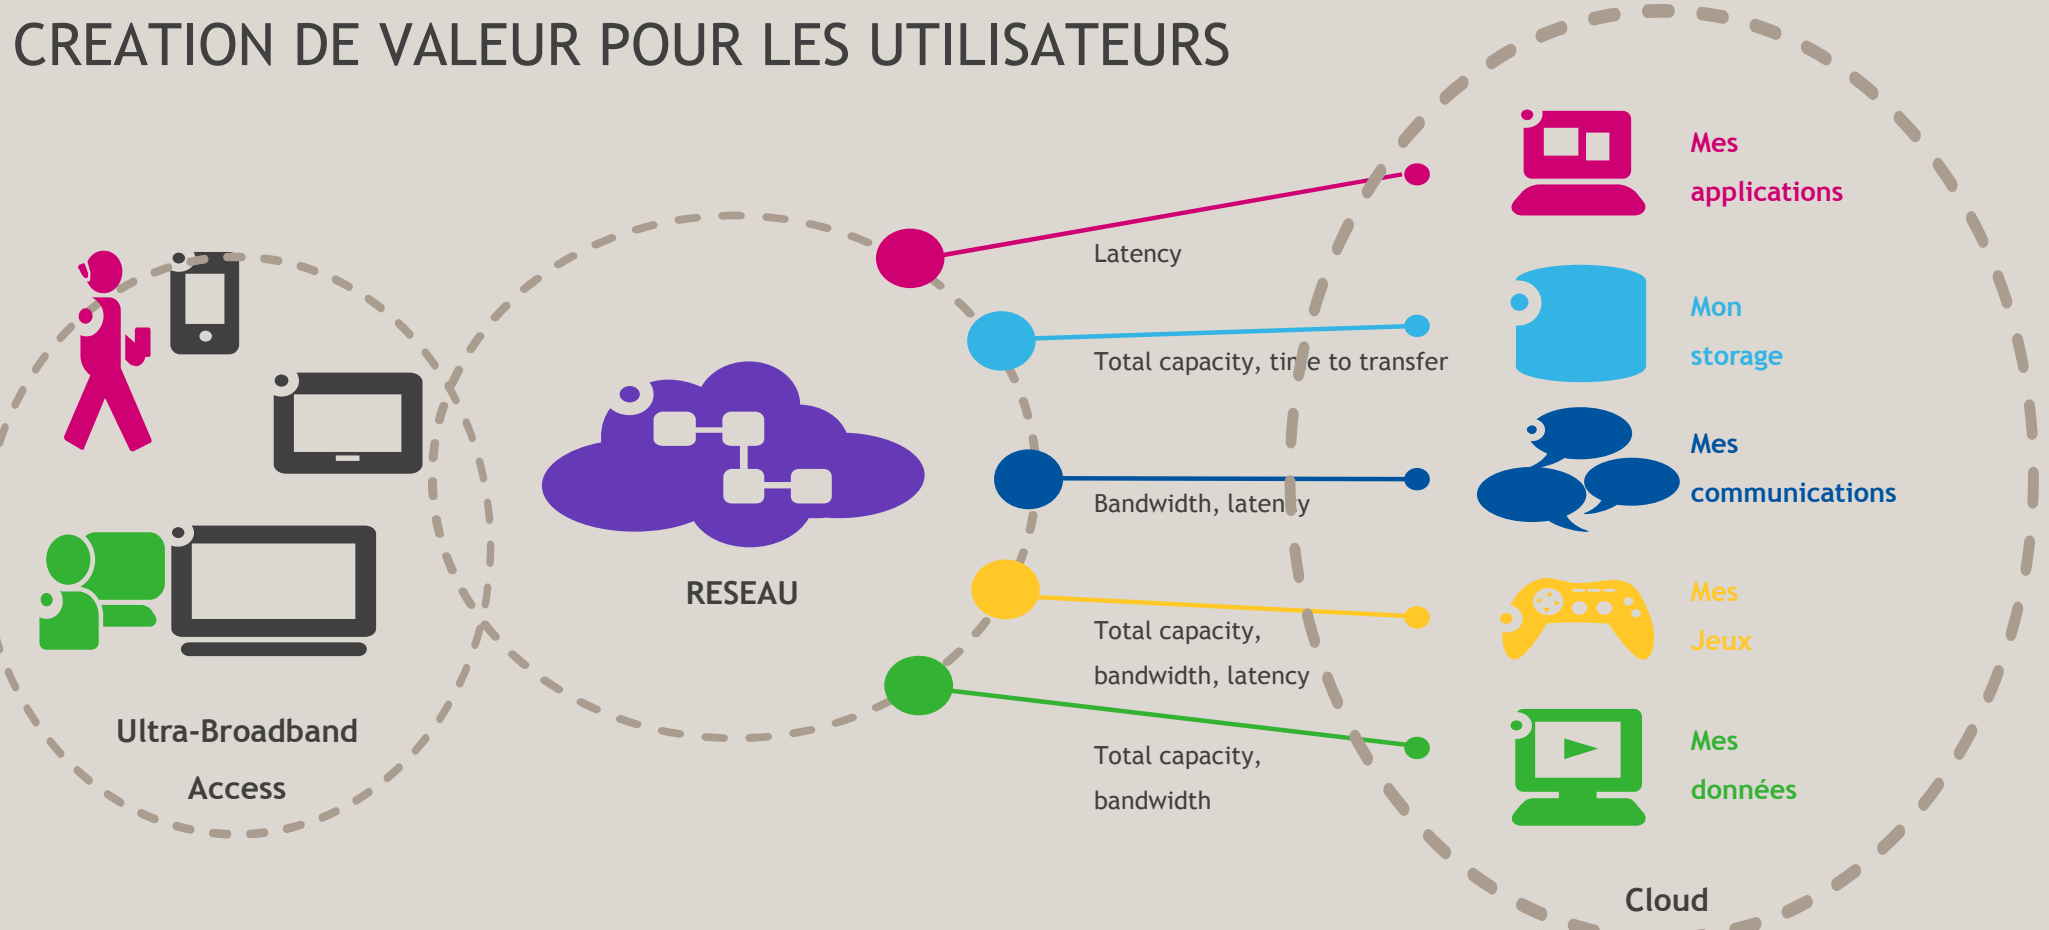 CREATION DE VALEUR POUR LES UTILISATEURS
Mes
applications
Latency
Mon
storage
Total capacity, time to transfer
Mes
communications
Bandwidth, latency
RESEAU
Mes
Jeux
Total capacity,
bandwidth, latency
Ultra-Broadband
Access
Mes
données
Total capacity,
bandwidth
Cloud